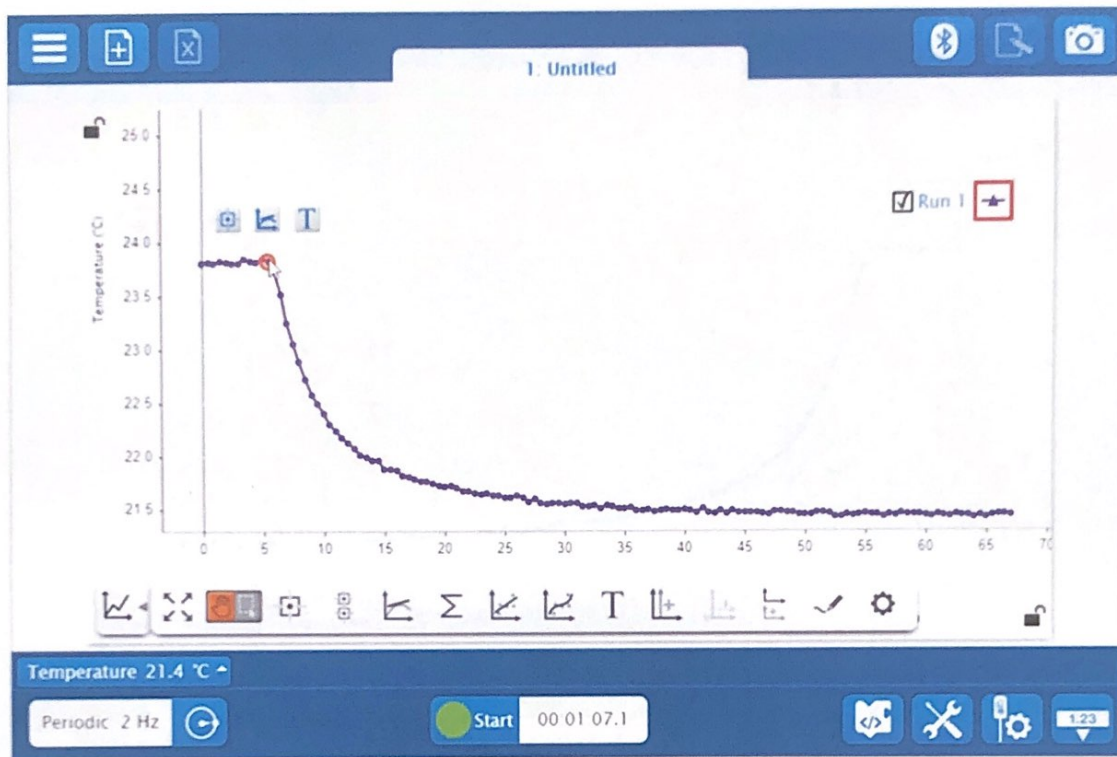 1: Untitled
Temperature (°C)
25 0
24 5
24 0
23 5
23 0
22 5
22 0
21 5
T
Run 1
0 5 10 15 20 25 30 35 40 45 50 55 60 65 70
Σ T
Temperature 21.4 °C
Periodic 2 Hz
Start
00 01 07.1
</>
1.23